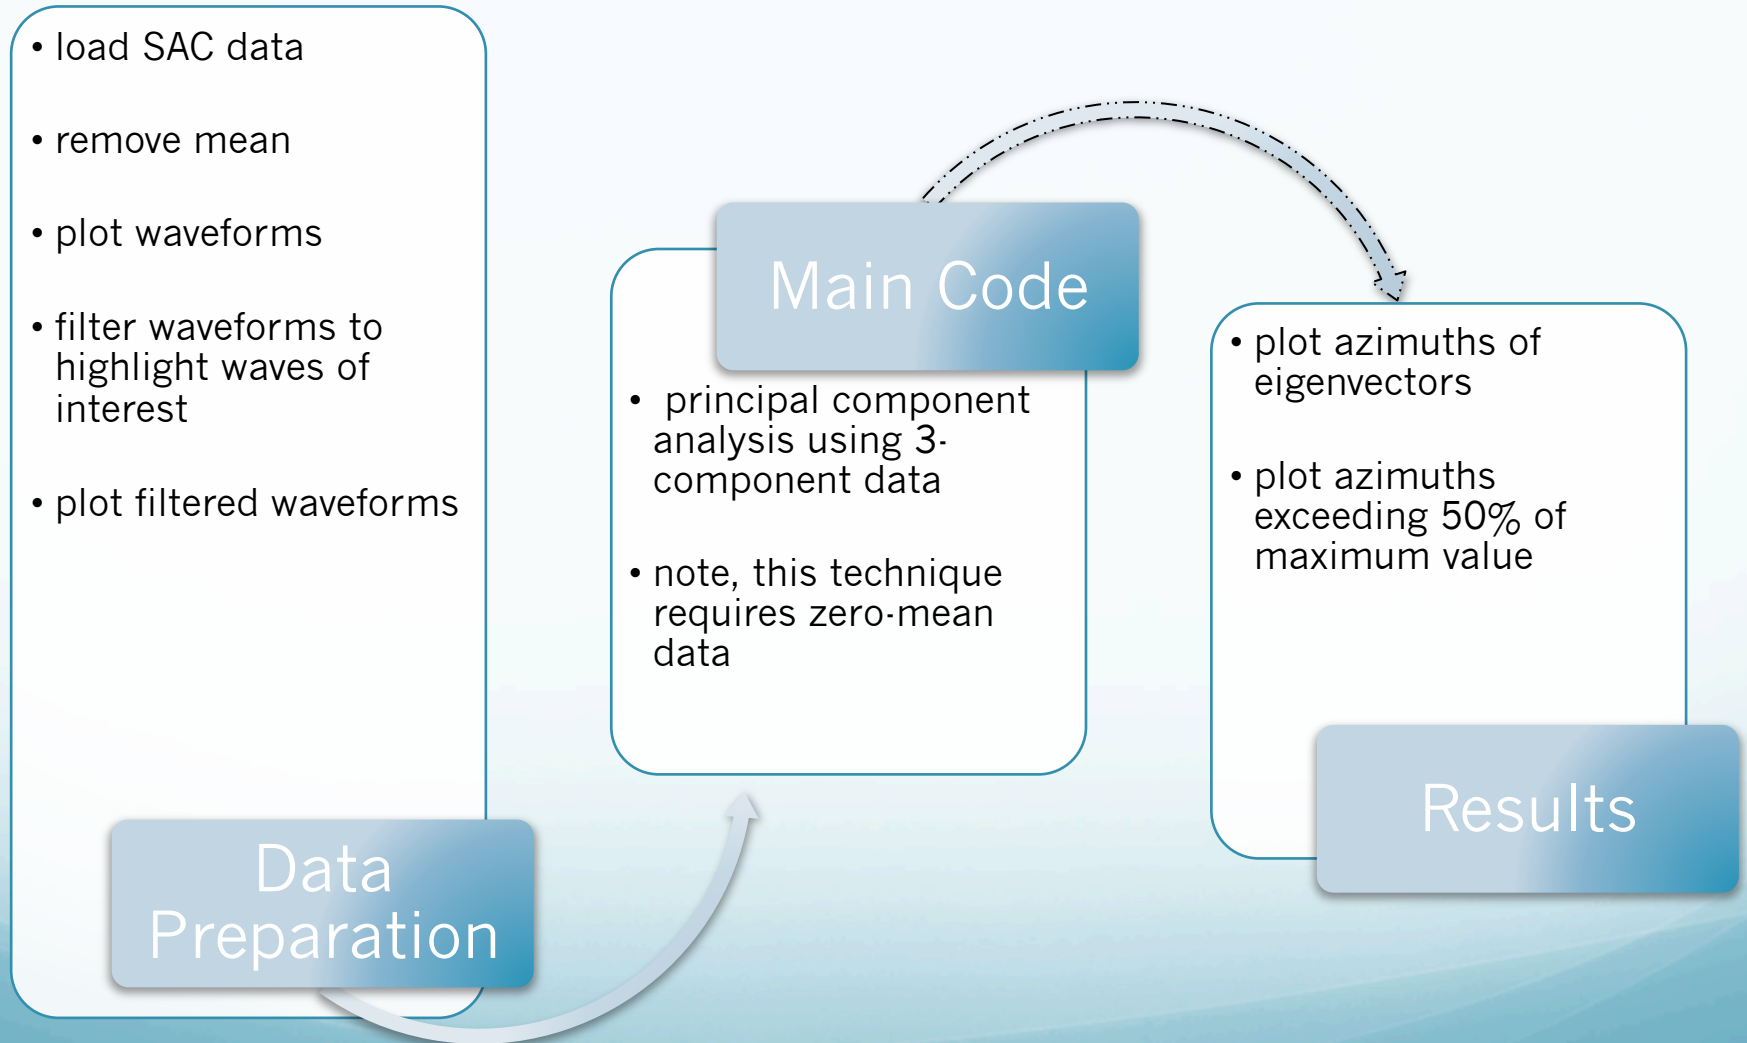 • load SAC data
• remove mean
• plot waveforms
• filter waveforms to
highlight waves of
interest
• plot filtered waveforms
Data
Preparation
Main Code
• principal component
analysis using 3-
component data
• note, this technique
requires zero-mean
data
• plot azimuths of
eigenvectors
• plot azimuths
exceeding 50% of
maximum value
Results